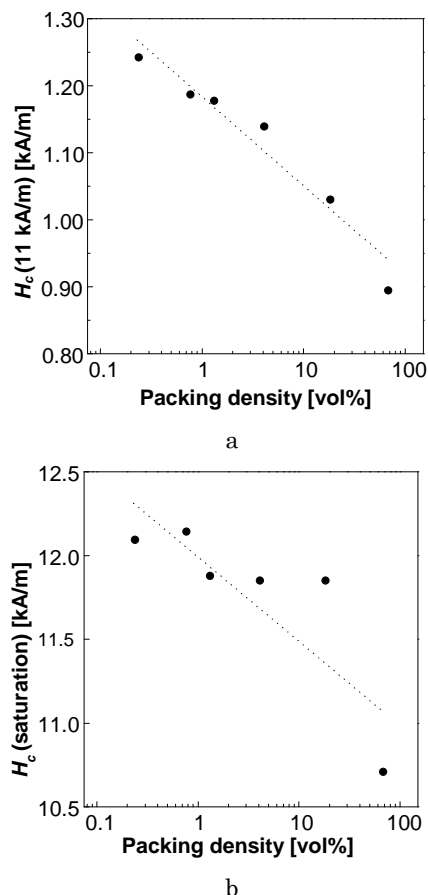 1.30
1.20
1.10
1.00
0.90
0.80
Hc (11 kA/m) [kA/m]
0.1 1 10 100
Packing density [vol%]
a
12.5
12.0
11.5
11.0
10.5
Hc (saturation) [kA/m]
0.1 1 10 100
Packing density [vol%]
b